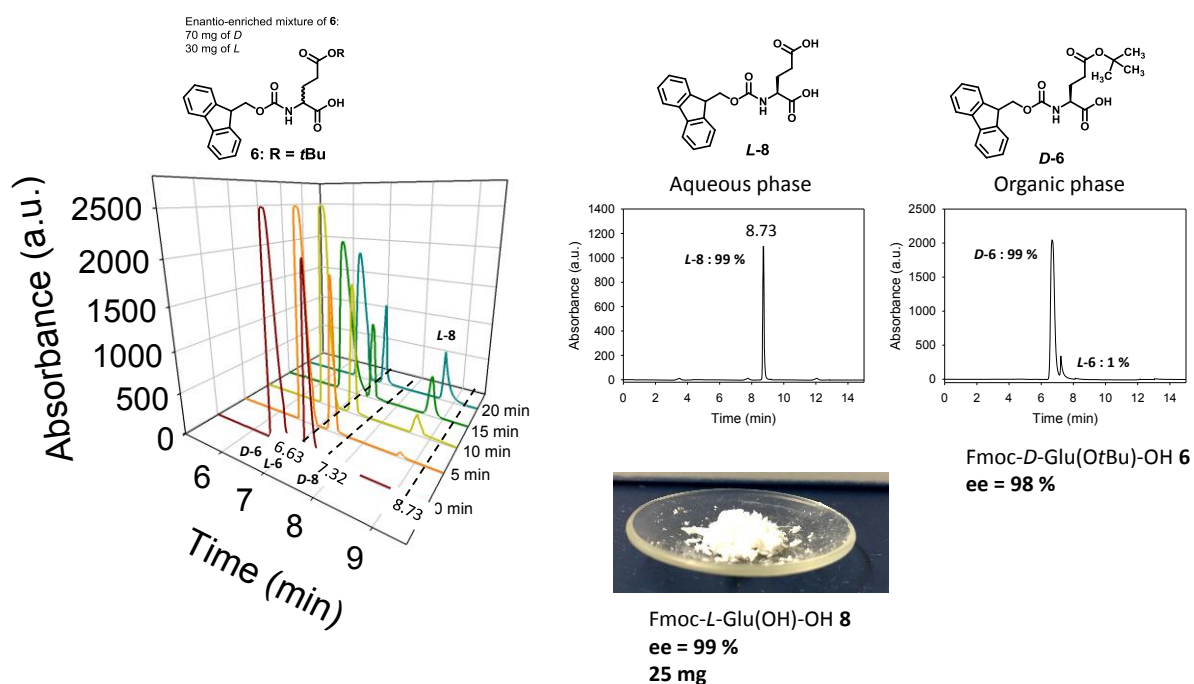 Enantio-enriched mixture of 6:
70 mg of D
30 mg of L
O
OR
O
O
N
H
OH
O
6: R = tBu
Absorbance (a.u.)
2500
2000
1500
1000
500
0
L-8
20 min
15 min
10 min
5 min
0 min
D-6
6.63
L-6
7.32
D-8
8.73
6
7
8
9
Time (min)
O
OH
O
O
N
H
OH
O
L-8
Aqueous phase
1400
1200
1000
800
600
400
200
0
Absorbance (a.u.)
8.73
L-8 : 99 %
0 2 4 6 8 10 12 14
Time (min)
Fmoc-L-Glu(OH)-OH 8
ee = 99 %
25 mg
O
O
CH3
H3C
CH3
O
O
N
H
OH
O
D-6
Organic phase
2500
2000
1500
1000
500
0
Absorbance (a.u.)
D-6 : 99 %
L-6 : 1 %
0 2 4 6 8 10 12 14
Time (min)
Fmoc-D-Glu(OtBu)-OH 6
ee = 98 %